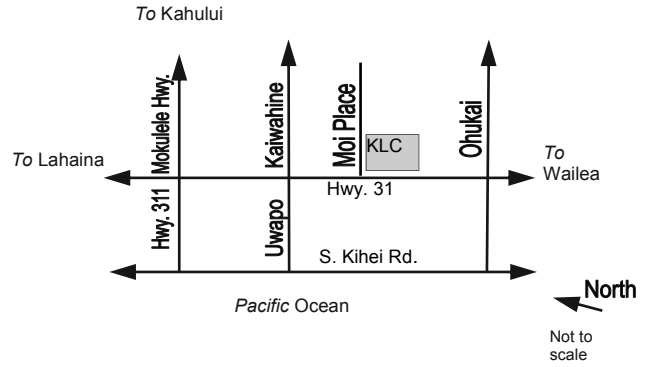 To Kahului
Mokulele Hwy.
Kaiwahine
Moi Place
KLC
Ohukai
To Lahaina
To
Wailea
Hwy. 31
Hwy. 311
Uwapo
S. Kihei Rd.
Pacific Ocean
North
Not to
scale